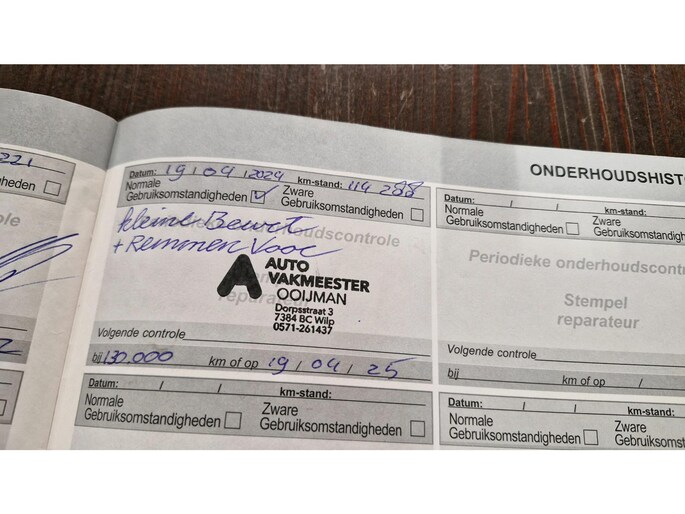 221
ONDERHOUDSHISTO
Datum: 19/04/2024 km-stand: 114 288
Normale
Gebruiksomstandigheden
Zware
Gebruiksomstandigheden
kleine Beurt
+ Remmen Voor
AUTO
VAKMEESTER
OOIJMAN
Dorpsstraat 3
7384 BC Wilp
0571-261437
Volgende controle
bij 130.000 km of op 19/04/25
Datum: / / km-stand:
Normale
Gebruiksomstandigheden
Zware
Gebruiksomstandigheden
Datum: / / km-stand:
Normale
Gebruiksomstandigheden
Zware
Gebruiksomstandigheden
Periodieke onderhoudscontr
Stempel
reparateur
Volgende controle
bij km of op / /
Datum: / / km-stand:
Normale
Gebruiksomstandigheden
Zware
Gebruiksomstandighede